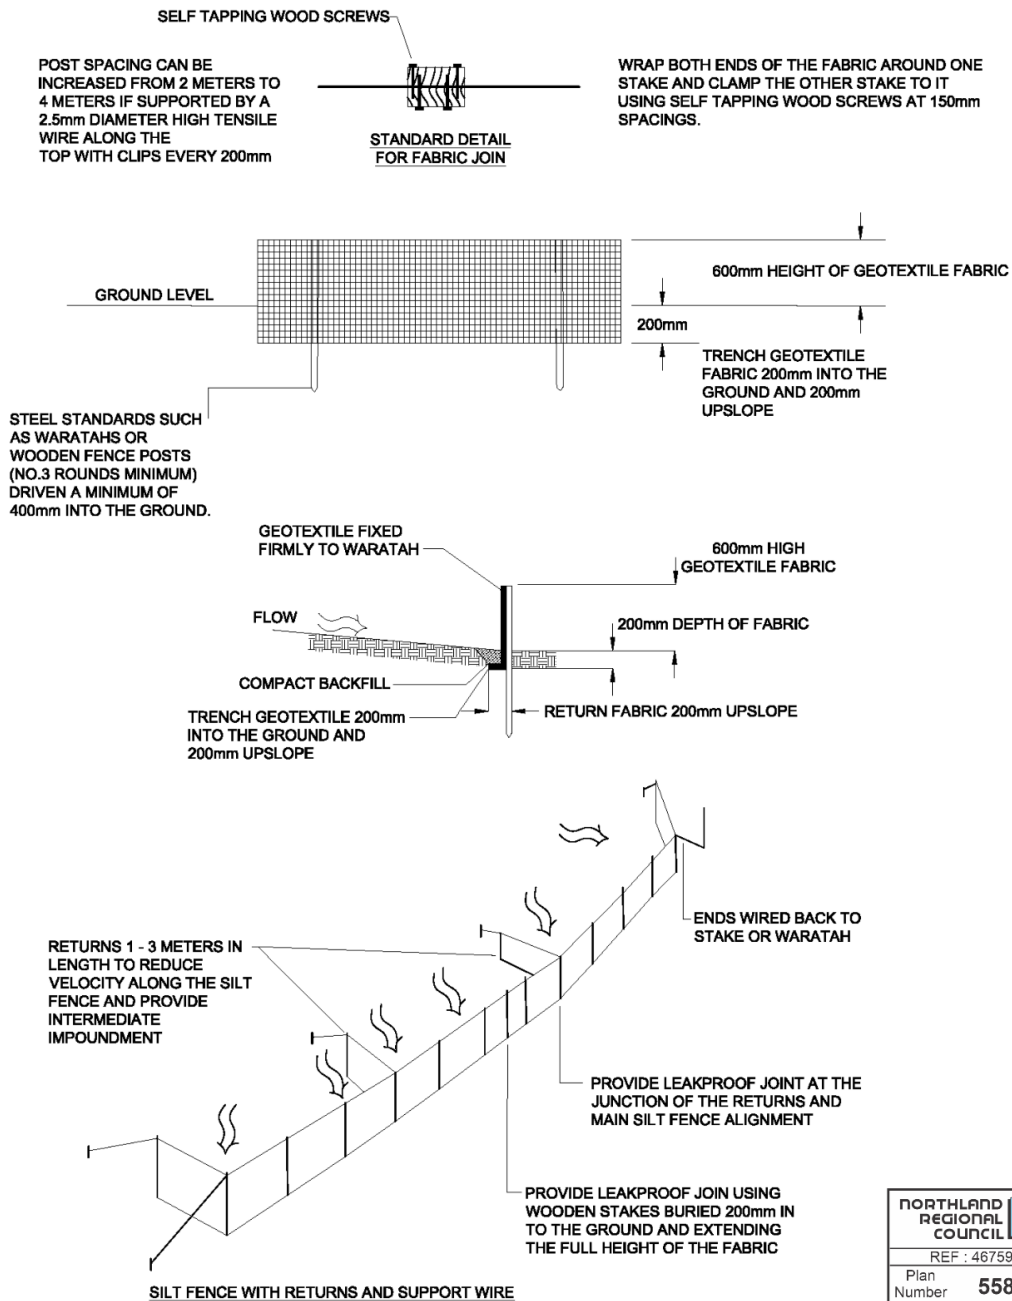 SELF TAPPING WOOD SCREWS
POST SPACING CAN BE
INCREASED FROM 2 METERS TO
4 METERS IF SUPPORTED BY A
2.5mm DIAMETER HIGH TENSILE
WIRE ALONG THE
TOP WITH CLIPS EVERY 200mm
STANDARD DETAIL
FOR FABRIC JOIN
WRAP BOTH ENDS OF THE FABRIC AROUND ONE
STAKE AND CLAMP THE OTHER STAKE TO IT
USING SELF TAPPING WOOD SCREWS AT 150mm
SPACINGS.
GROUND LEVEL
600mm HEIGHT OF GEOTEXTILE FABRIC
200mm
TRENCH GEOTEXTILE
FABRIC 200mm INTO THE
GROUND AND 200mm
UPSLOPE
STEEL STANDARDS SUCH
AS WARATAHS OR
WOODEN FENCE POSTS
(NO.3 ROUNDS MINIMUM)
DRIVEN A MINIMUM OF
400mm INTO THE GROUND.
GEOTEXTILE FIXED
FIRMLY TO WARATAH
600mm HIGH
GEOTEXTILE FABRIC
FLOW
200mm DEPTH OF FABRIC
COMPACT BACKFILL
TRENCH GEOTEXTILE 200mm
INTO THE GROUND AND
200mm UPSLOPE
RETURN FABRIC 200mm UPSLOPE
ENDS WIRED BACK TO
STAKE OR WARATAH
RETURNS 1 - 3 METERS IN
LENGTH TO REDUCE
VELOCITY ALONG THE SILT
FENCE AND PROVIDE
INTERMEDIATE
IMPOUNDMENT
PROVIDE LEAKPROOF JOINT AT THE
JUNCTION OF THE RETURNS AND
MAIN SILT FENCE ALIGNMENT
PROVIDE LEAKPROOF JOIN USING
WOODEN STAKES BURIED 200mm IN
TO THE GROUND AND EXTENDING
THE FULL HEIGHT OF THE FABRIC
SILT FENCE WITH RETURNS AND SUPPORT WIRE
NORTHLAND
REGIONAL
COUNCIL
REF : 46759
Plan
Number 558